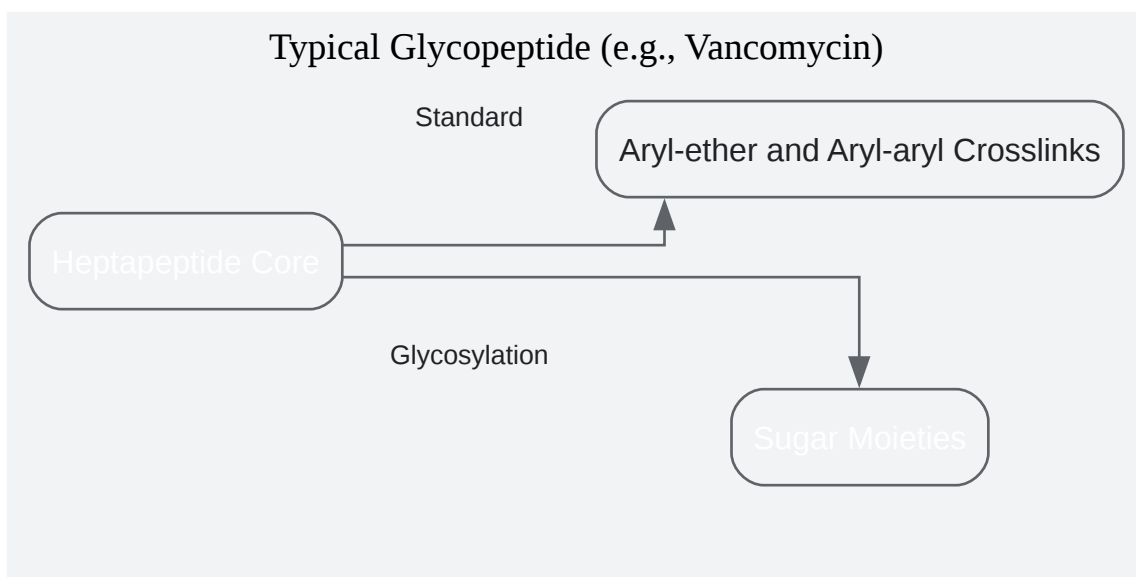 Typical Glycopeptide (e.g., Vancomycin)
Standard
Aryl-ether and Aryl-aryl Crosslinks
Heptapeptide Core
Glycosylation
Sugar Moieties